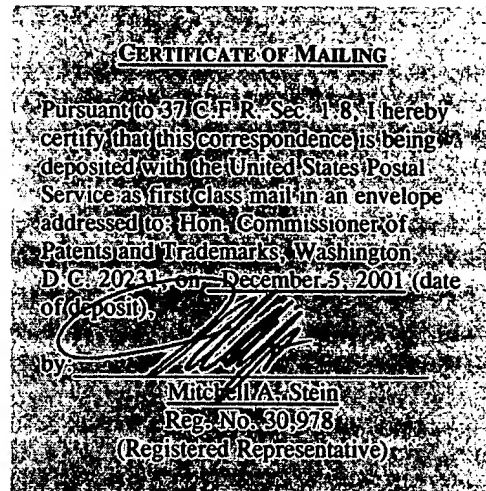 CERTIFICATE OF MAILING
Pursuant to 37 C.F.R. Sec. 1.8, I hereby
certify that this correspondence is being
deposited with the United States Postal
Service as first class mail in an envelope
addressed to: Hon. Commissioner of
Patents and Trademarks, Washington,
D.C. 20231, on December 5, 2001 (date
of deposit).
by:
Mitchell A. Stein
Reg. No. 30,978
(Registered Representative)